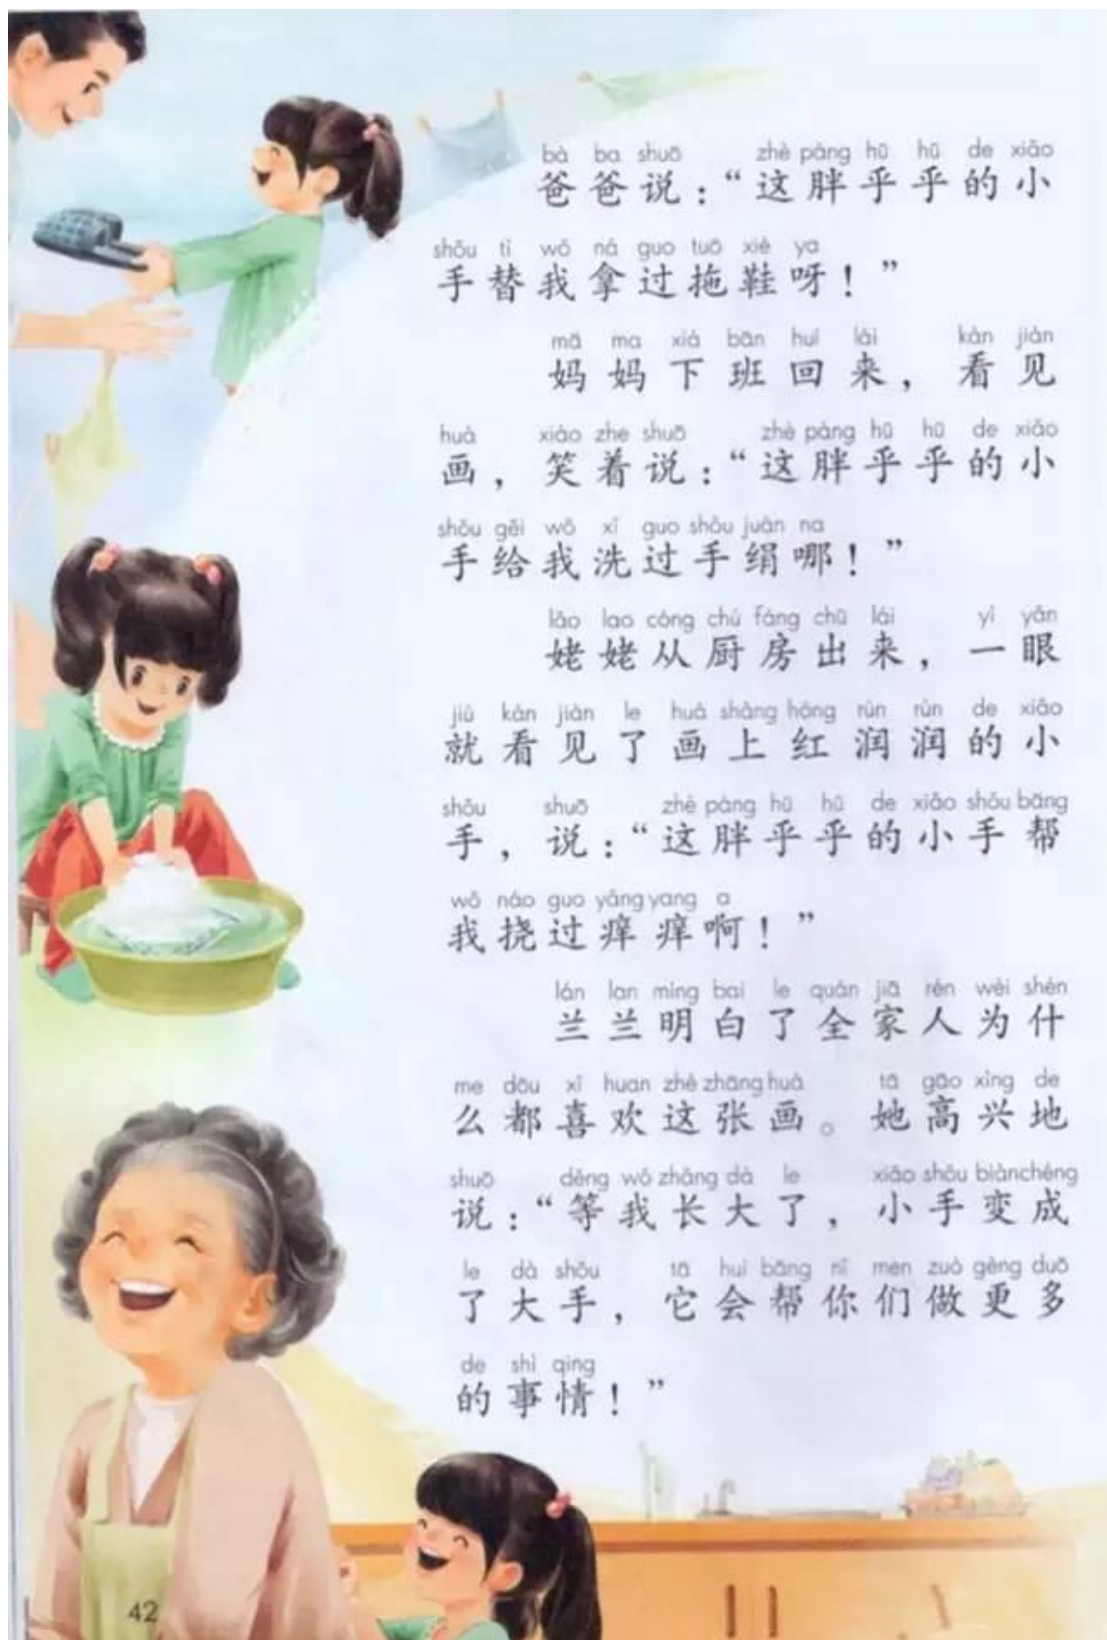 bà ba shuō zhè pàng hū hū de xiǎo
爸爸说：“这胖乎乎的小
shǒu tì wǒ ná guo tuō xié ya
手替我拿过拖鞋呀！”
mā ma xià bān huí lái kàn jiàn
妈妈下班回来，看见
huà xiào zhe shuō zhè pàng hū hū de xiǎo
画，笑着说：“这胖乎乎的小
shǒu gěi wǒ xǐ guo shǒu juàn na
手给我洗过手绢哪！”
lǎo lao cóng chú fáng chū lái yì yǎn
姥姥从厨房出来，一眼
jiù kàn jiàn le huà shàng hóng rùn rùn de xiǎo
就看见了画上红润润的小
shǒu shuō zhè pàng hū hū de xiǎo shǒu bāng
手，说：“这胖乎乎的小手帮
wǒ náo guo yǎng yang a
我挠过痒痒啊！”
lán lan míng bai le quán jiā rén wèi shén
兰兰明白了全家人为什
me dōu xǐ huan zhè zhāng huà tā gāo xìng de
么都喜欢这张画。她高兴地
shuō děng wǒ zhǎng dà le xiǎo shǒu biàn chéng
说：“等我长大了，小手变成
le dà shǒu tā huì bāng nǐ men zuò gèng duō
了大手，它会帮你们做更多
de shì qing
的事情！”
42